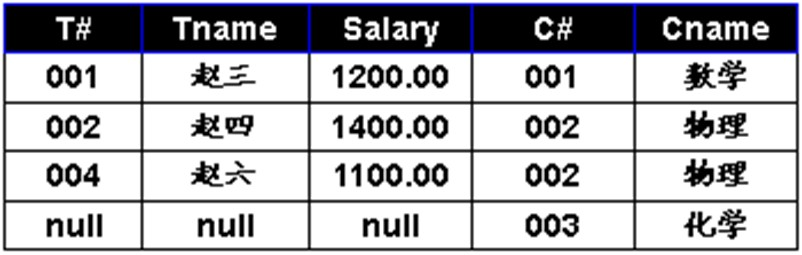 T# Tname Salary C# Cname
001 赵三 1200.00 001 数学
002 赵四 1400.00 002 物理
004 赵六 1100.00 002 物理
null null null 003 化学